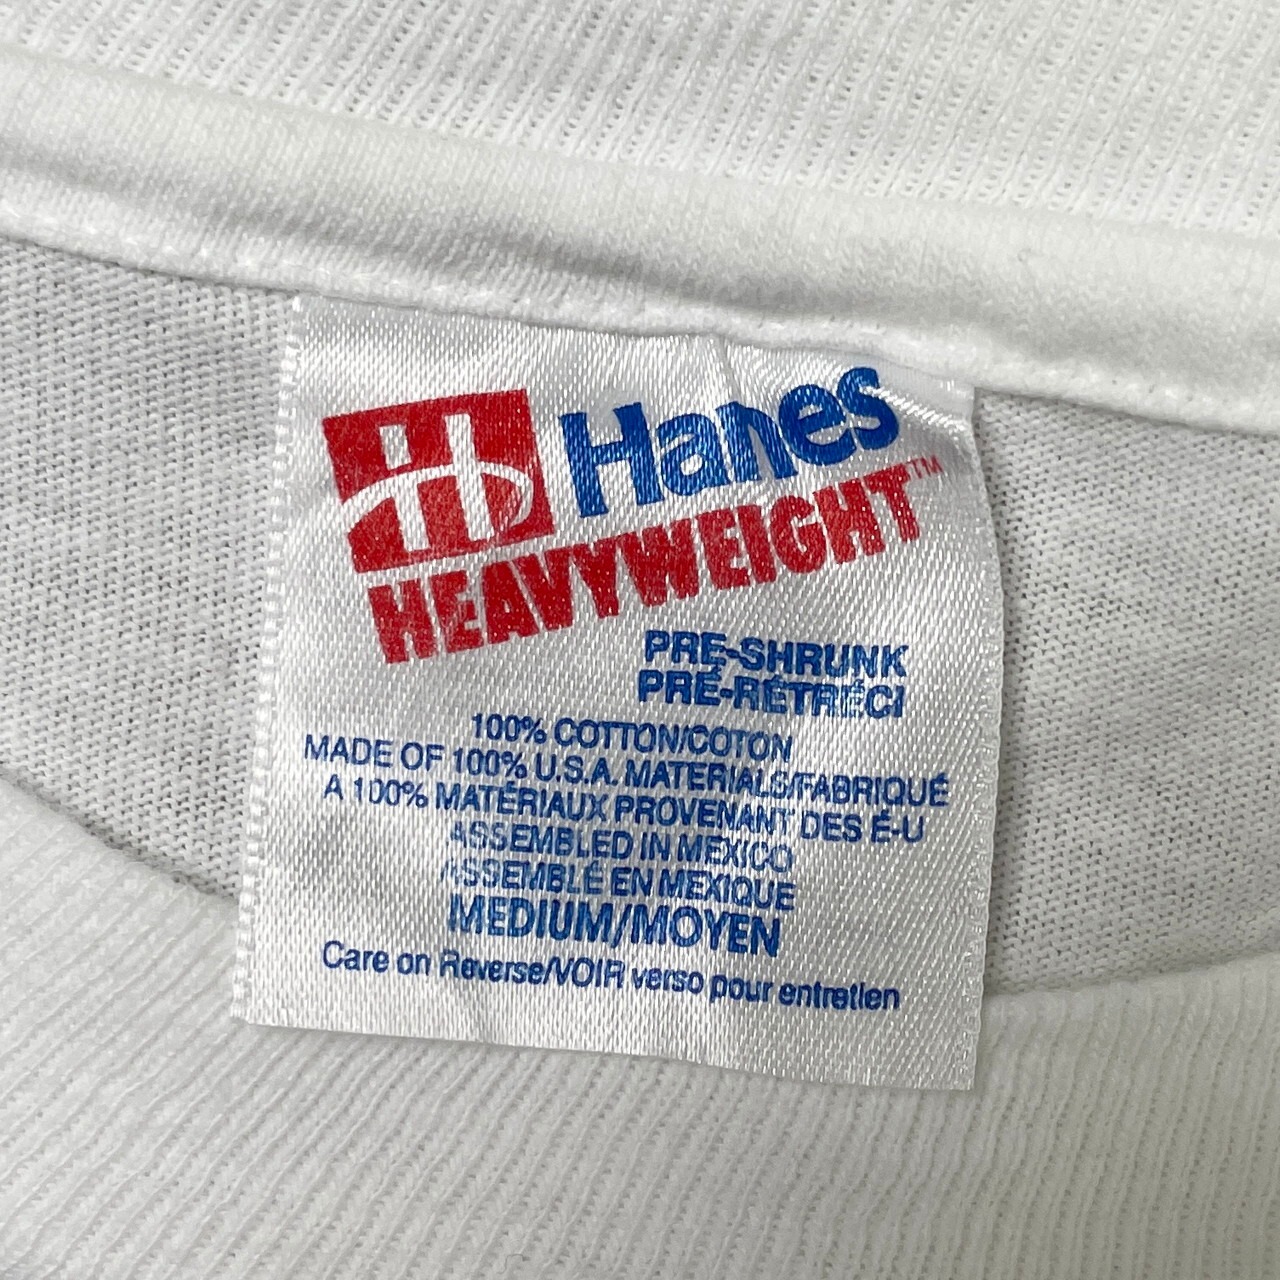 H Hanes
HEAVYWEIGHT™
PRE-SHRUNK
PRÉ-RÉTRÉCI
100% COTTON/COTON
MADE OF 100% U.S.A. MATERIALS/FABRIQUÉ
A 100% MATÉRIAUX PROVENANT DES É-U
ASSEMBLED IN MEXICO
ASSEMBLÉ EN MEXIQUE
MEDIUM/MOYEN
Care on Reverse/VOIR verso pour entretien